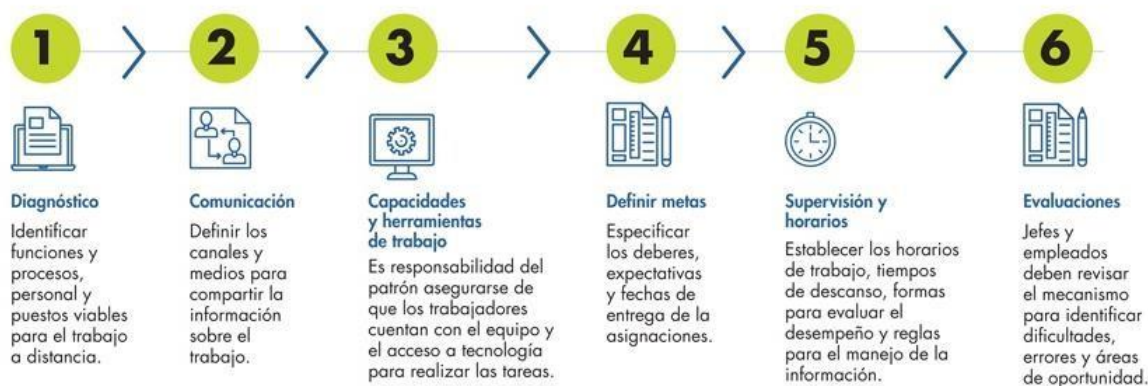 1
2
3
4
5
6
Diagnóstico
Identificar
funciones y
procesos,
personal y
puestos viables
para el trabajo
a distancia.
Comunicación
Definir los
canales y
medios para
compartir la
información
sobre el
trabajo.
Capacidades
y herramientas
de trabajo
Es responsabilidad del
patrón asegurarse de
que los trabajadores
cuentan con el equipo y
el acceso a tecnología
para realizar las tareas.
Definir metas
Especificar
los deberes,
expectativas
y fechas de
entrega de la
asignaciones.
Supervisión y
horarios
Establecer los horarios
de trabajo, tiempos
de descanso, formas
para evaluar el
desempeño y reglas
para el manejo de la
información.
Evaluaciones
Jefes y
empleados
deben revisar
el mecanismo
para identificar
dificultades,
errores y áreas
de oportunidad.